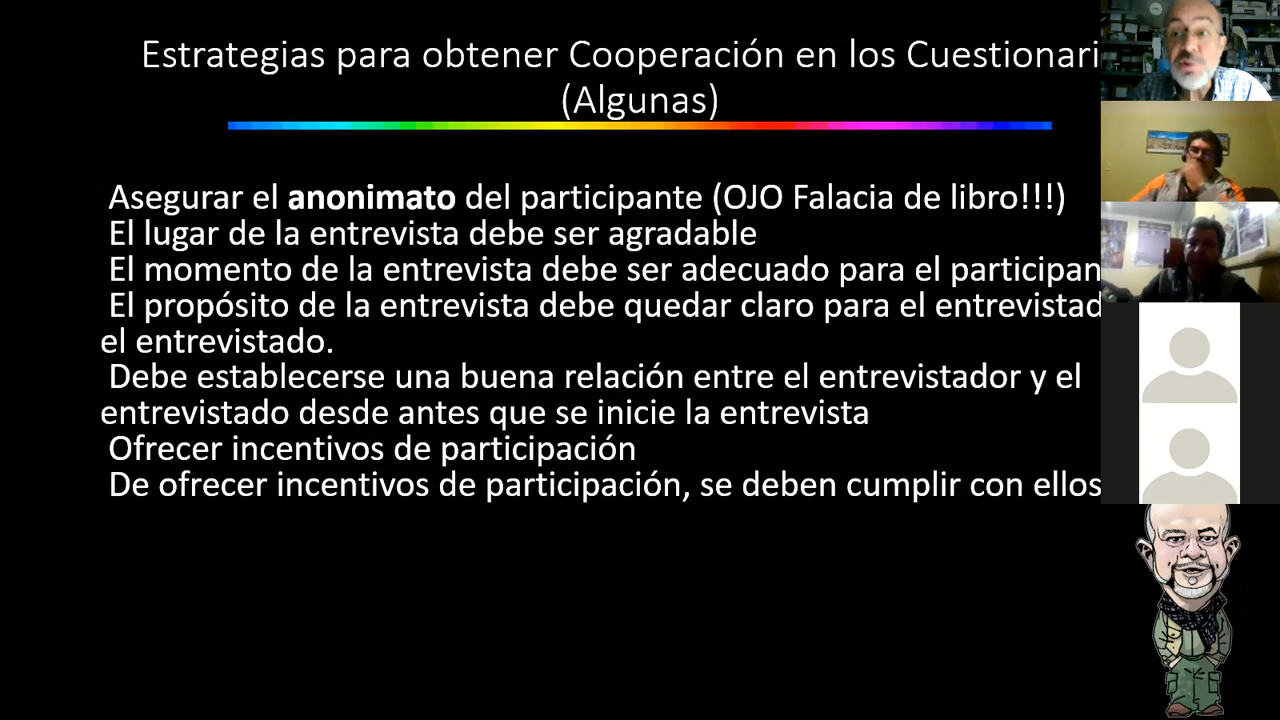 Estrategias para obtener Cooperación en los Cuestionari
(Algunas)
Asegurar el anonimato del participante (OJO Falacia de libro!!!)
El lugar de la entrevista debe ser agradable
El momento de la entrevista debe ser adecuado para el participan
El propósito de la entrevista debe quedar claro para el entrevistad
el entrevistado.
Debe establecerse una buena relación entre el entrevistador y el
entrevistado desde antes que se inicie la entrevista
Ofrecer incentivos de participación
De ofrecer incentivos de participación, se deben cumplir con ellos